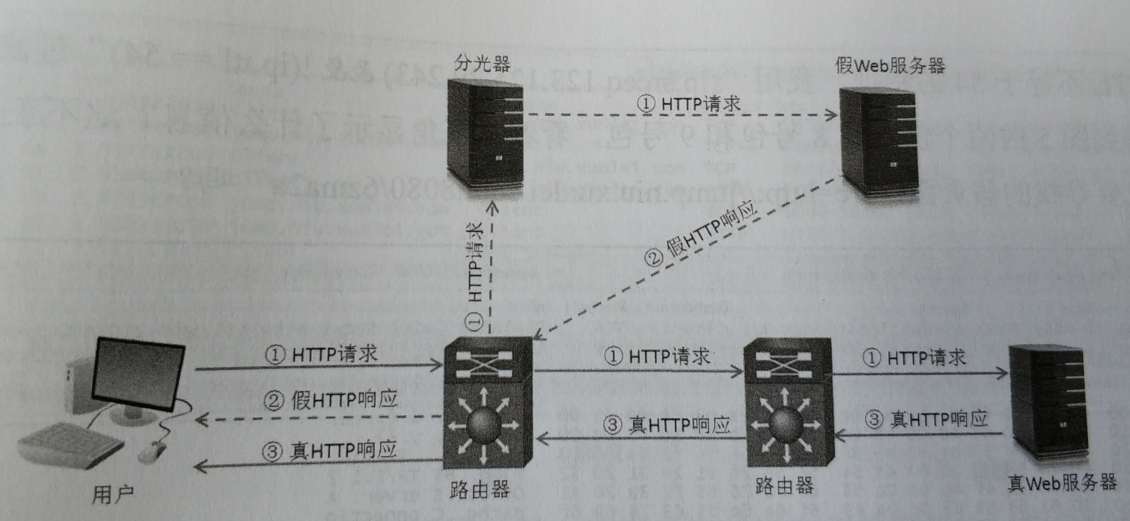 分光器
假Web服务器
① HTTP请求
① HTTP请求
② 假HTTP响应
① HTTP请求
① HTTP请求
① HTTP请求
② 假HTTP响应
③ 真HTTP响应
③ 真HTTP响应
③ 真HTTP响应
用户
路由器
路由器
真Web服务器